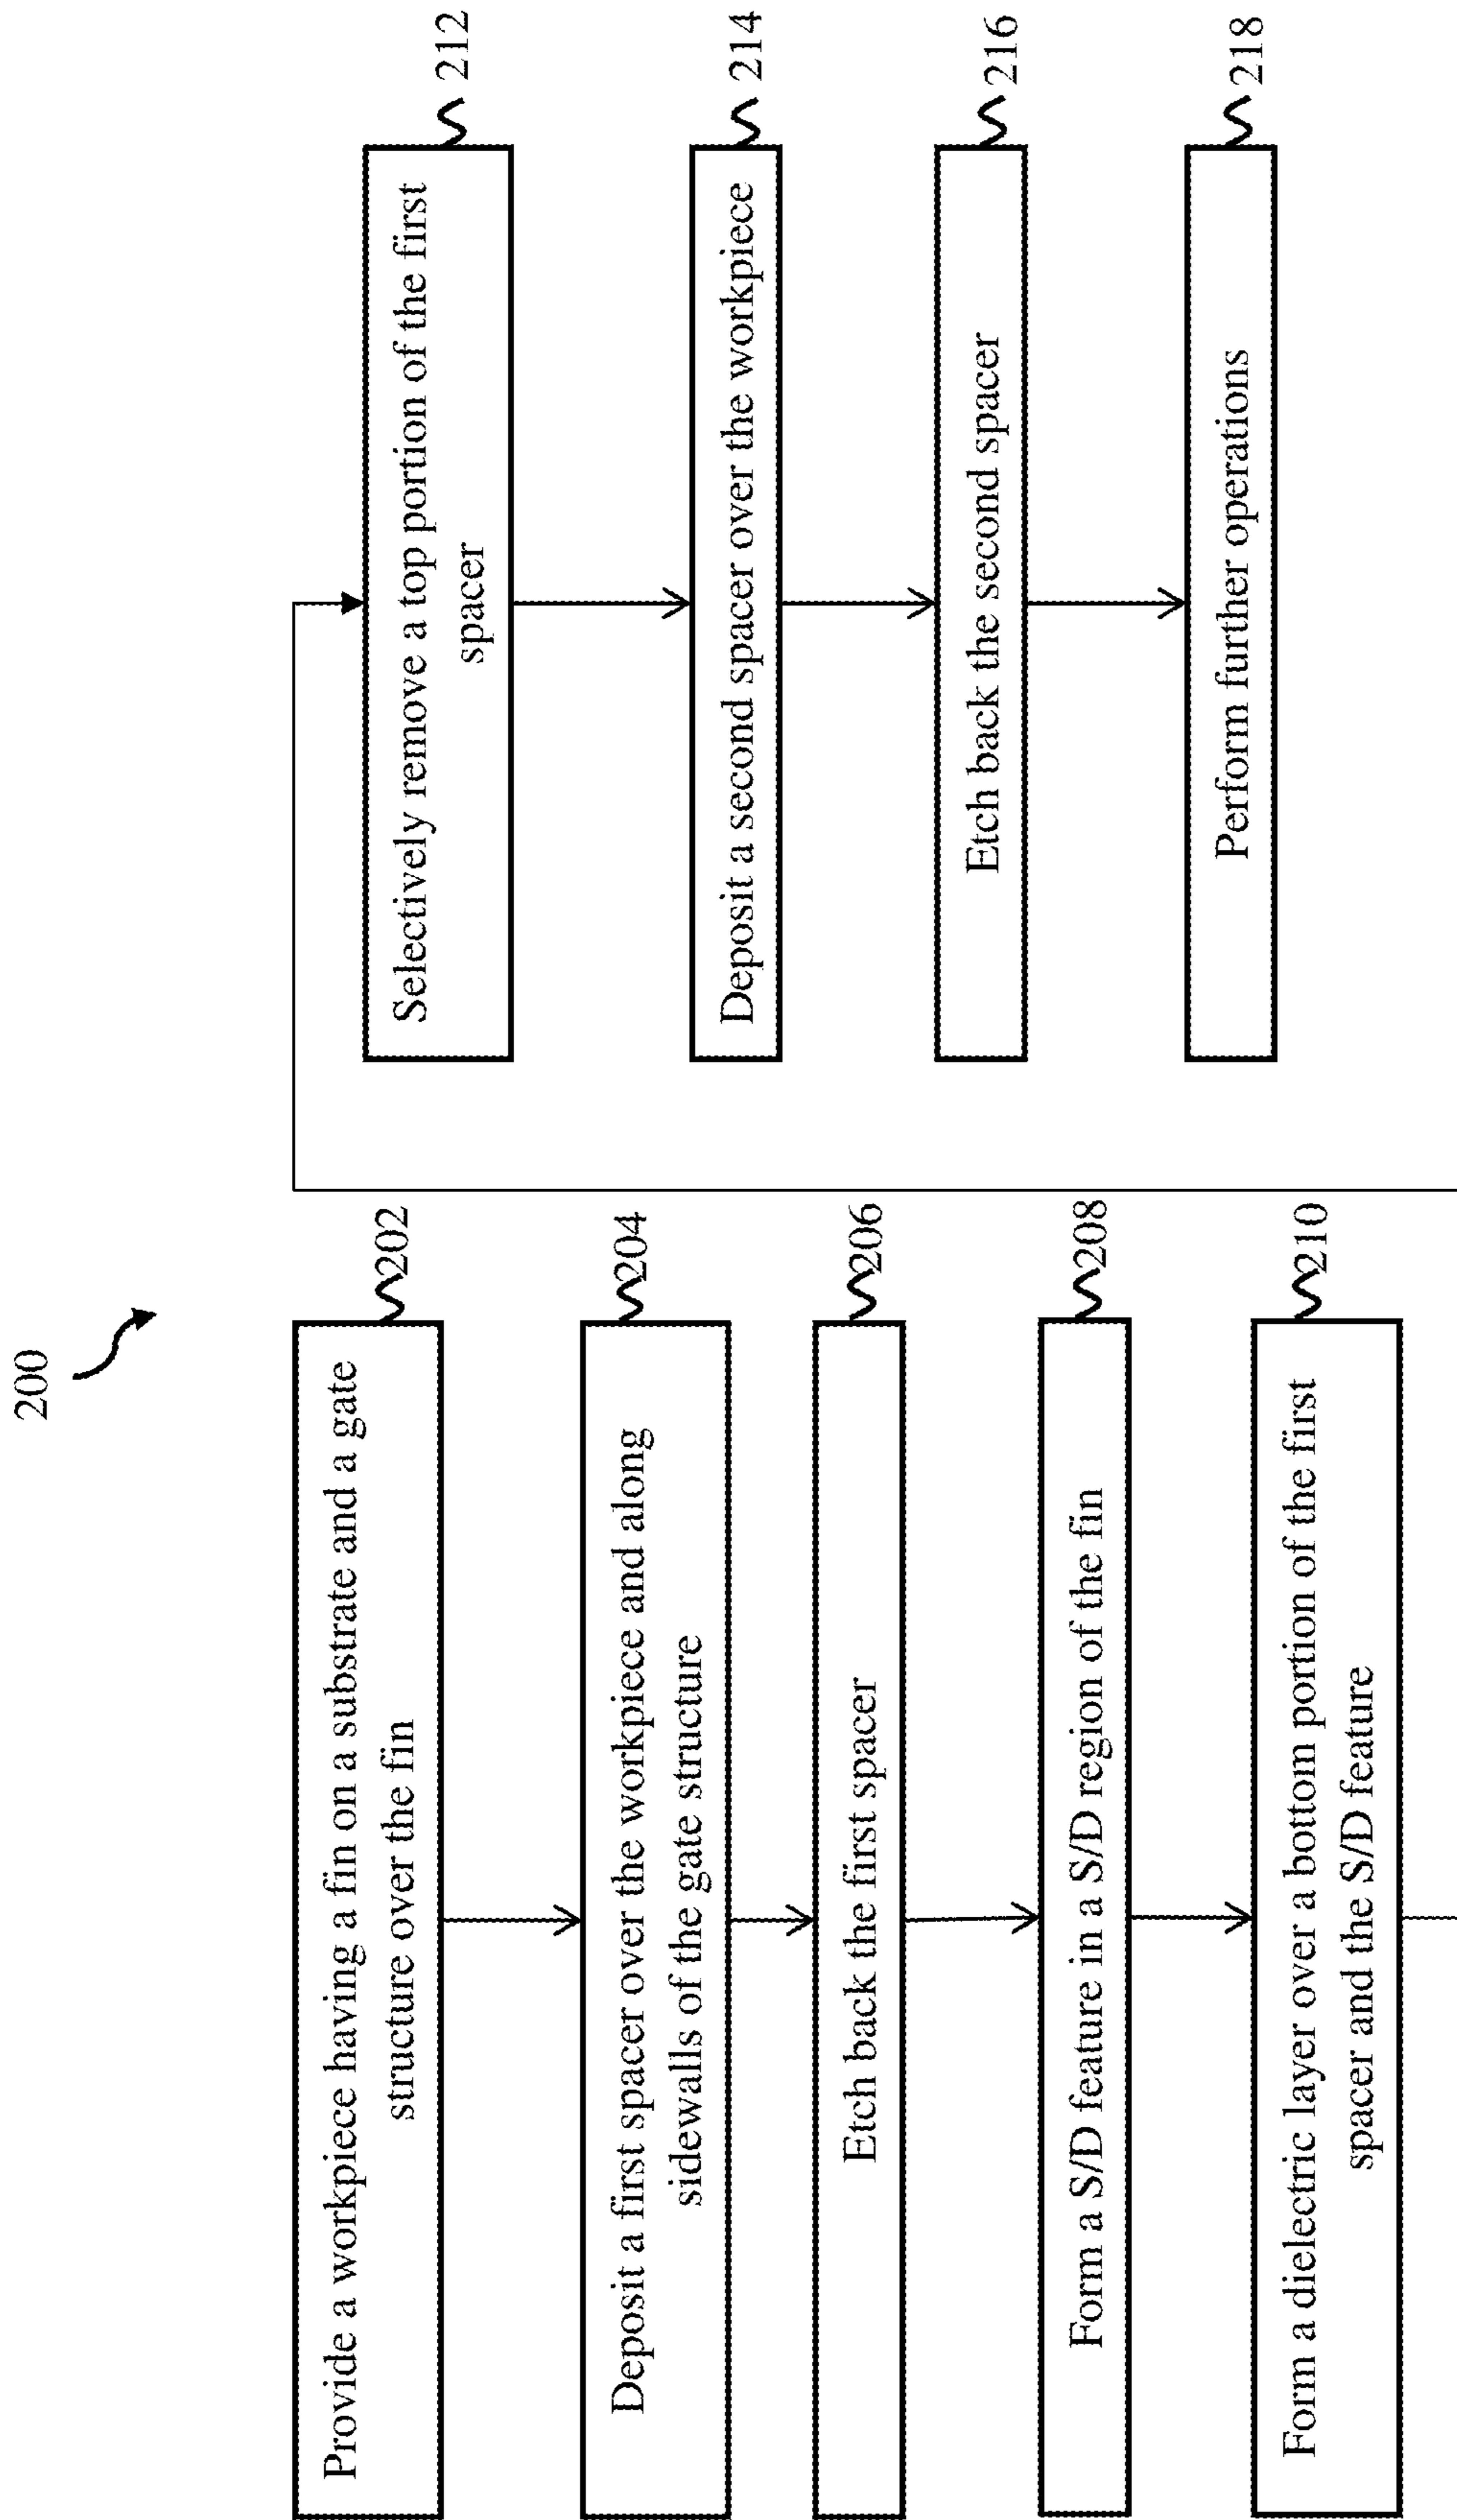 200
Provide a workpiece having a fin on a substrate and a gate
structure over the fin
202
Deposit a first spacer over the workpiece and along
sidewalls of the gate structure
204
Etch back the first spacer
206
Form a S/D feature in a S/D region of the fin
208
Form a dielectric layer over a bottom portion of the first
spacer and the S/D feature
210
Selectively remove a top portion of the first
spacer
212
Deposit a second spacer over the workpiece
214
Etch back the second spacer
216
Perform further operations
218